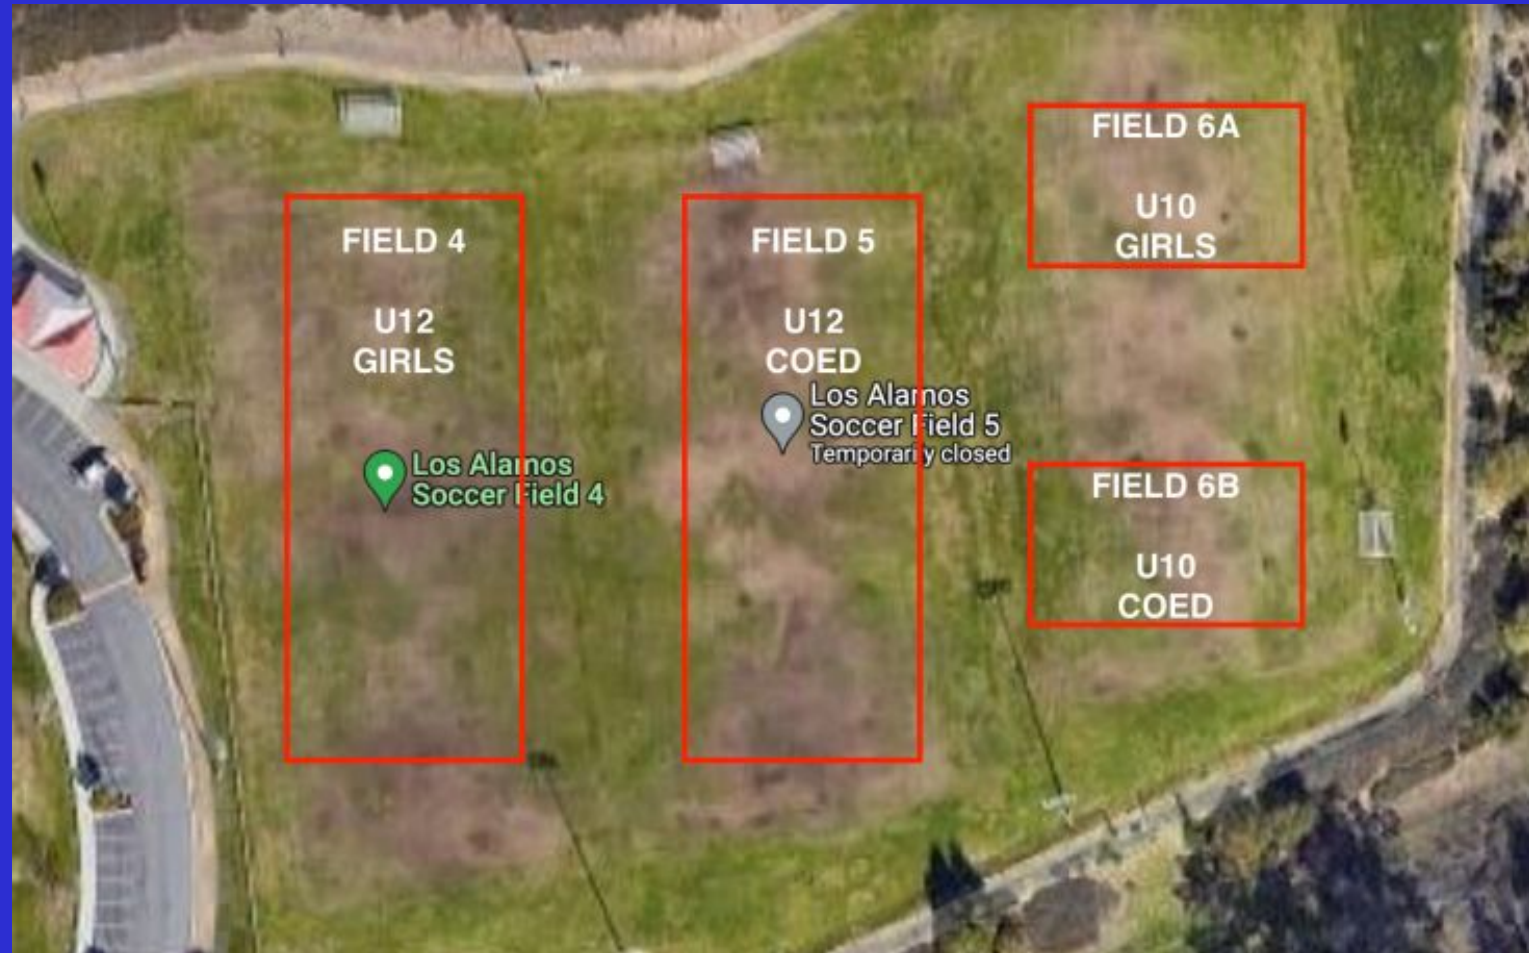 FIELD 4
U12
GIRLS
Los Alamos
Soccer Field 4
FIELD 5
U12
COED
Los Alamos
Soccer Field 5
Temporarily closed
FIELD 6A
U10
GIRLS
FIELD 6B
U10
COED